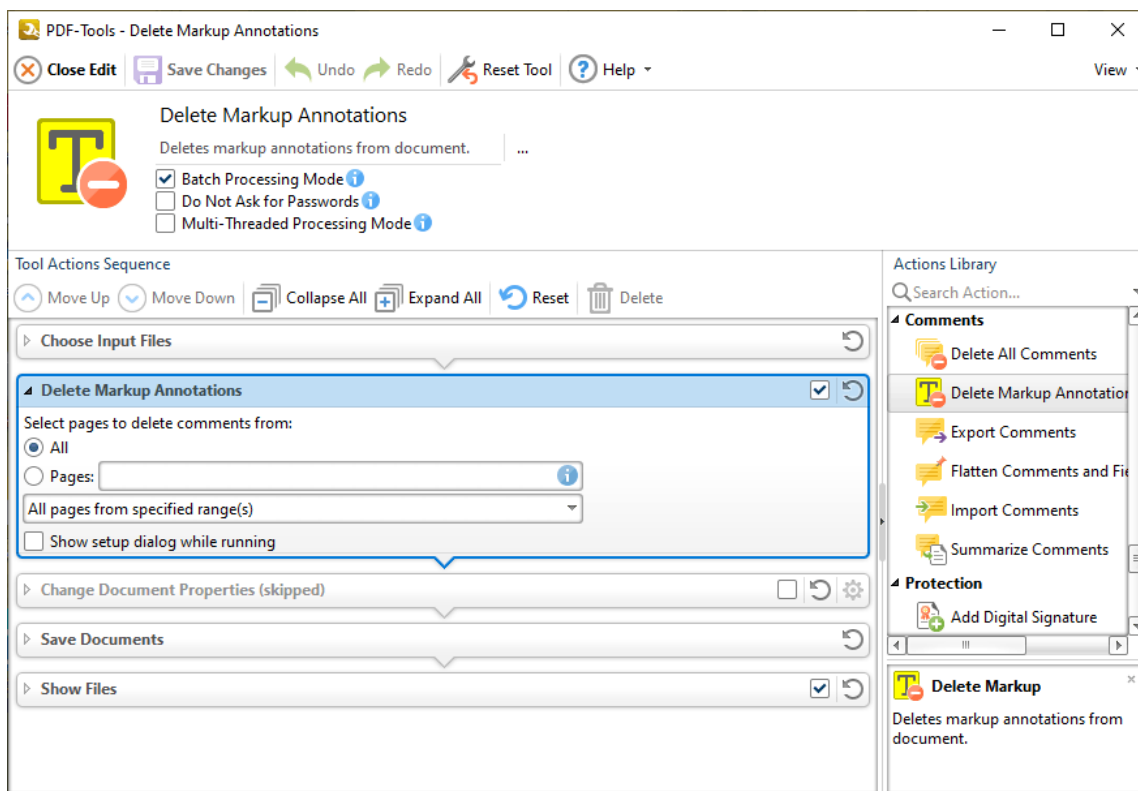 PDF-Tools - Delete Markup Annotations
Close Edit Save Changes Undo Redo Reset Tool Help View
Delete Markup Annotations
Deletes markup annotations from document. ...
Batch Processing Mode
Do Not Ask for Passwords
Multi-Threaded Processing Mode
Tool Actions Sequence
Move Up Move Down Collapse All Expand All Reset Delete
Choose Input Files
Delete Markup Annotations
Select pages to delete comments from:
All
Pages:
All pages from specified range(s)
Show setup dialog while running
Change Document Properties (skipped)
Save Documents
Show Files
Actions Library
Search Action...
Comments
Delete All Comments
Delete Markup Annotation
Export Comments
Flatten Comments and Fie
Import Comments
Summarize Comments
Protection
Add Digital Signature
Delete Markup
Deletes markup annotations from
document.